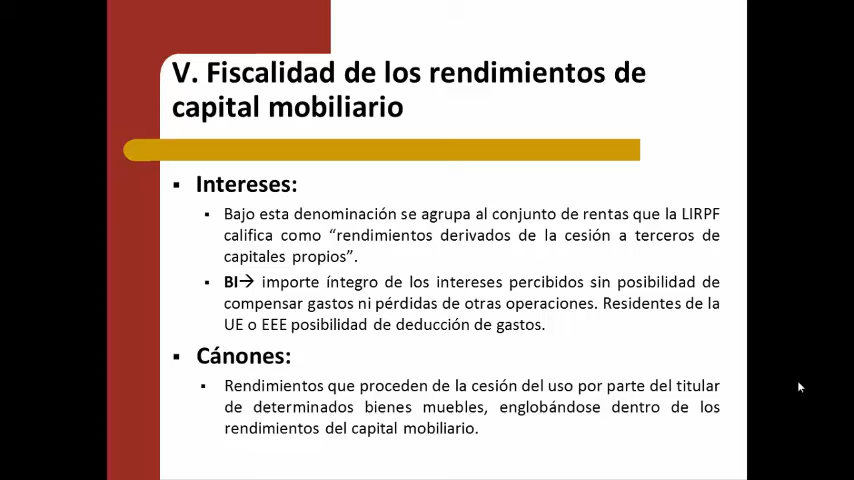 V. Fiscalidad de los rendimientos de
capital mobiliario
▪ Intereses:
▪ Bajo esta denominación se agrupa al conjunto de rentas que la LIRPF
califica como “rendimientos derivados de la cesión a terceros de
capitales propios”.
▪ BI→ importe íntegro de los intereses percibidos sin posibilidad de
compensar gastos ni pérdidas de otras operaciones. Residentes de la
UE o EEE posibilidad de deducción de gastos.
▪ Cánones:
▪ Rendimientos que proceden de la cesión del uso por parte del titular
de determinados bienes muebles, englobándose dentro de los
rendimientos del capital mobiliario.